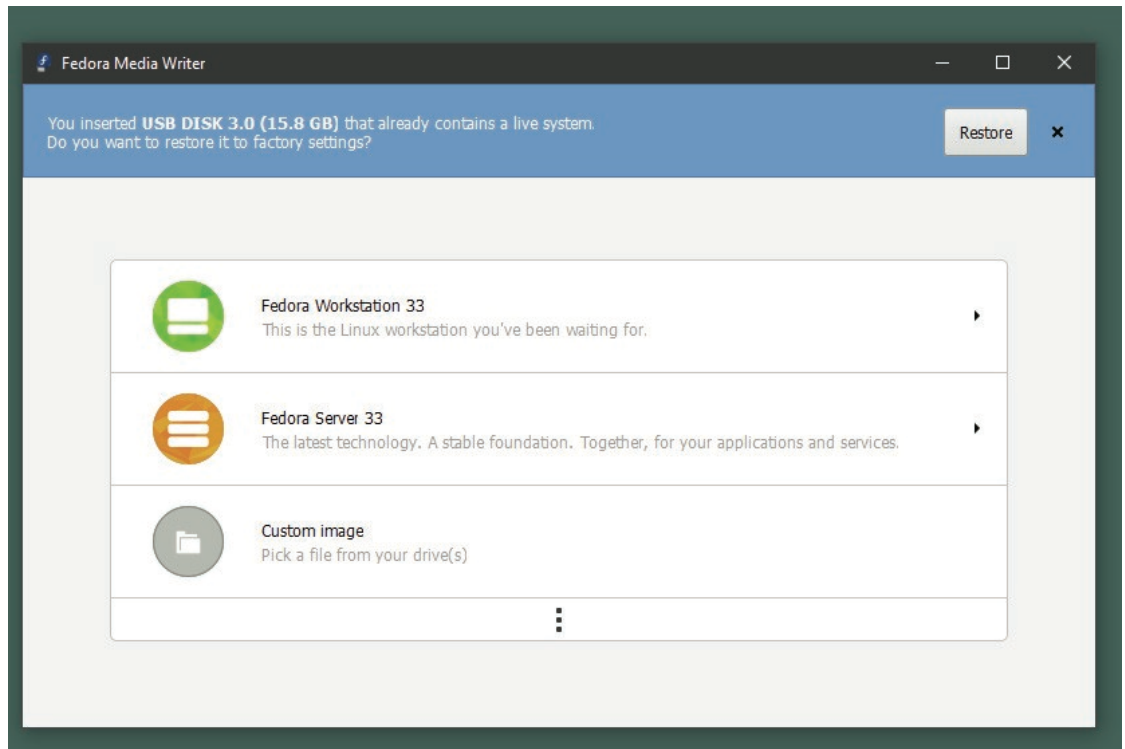 Fedora Media Writer
You inserted USB DISK 3.0 (15.8 GB) that already contains a live system.
Do you want to restore it to factory settings?
Restore
Fedora Workstation 33
This is the Linux workstation you've been waiting for.
Fedora Server 33
The latest technology. A stable foundation. Together, for your applications and services.
Custom image
Pick a file from your drive(s)